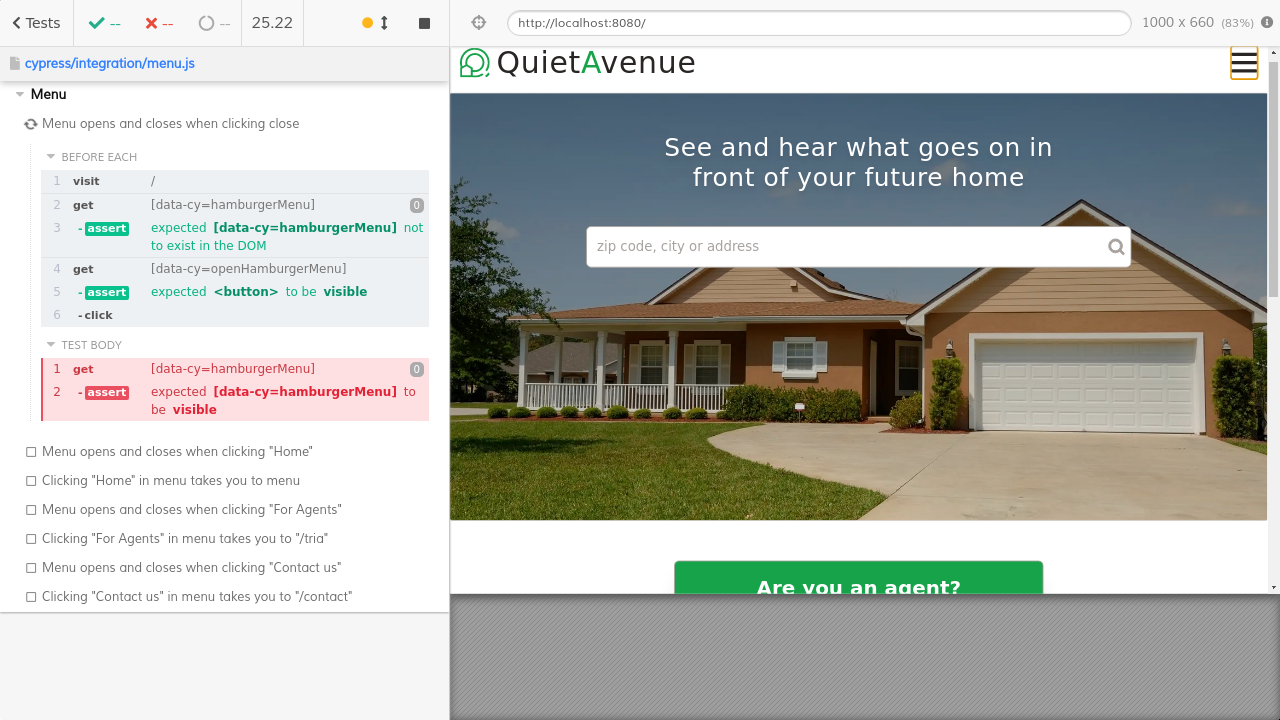 Tests
--
--
--
25.22
http://localhost:8080/
1000 x 660 (83%)
cypress/integration/menu.js
Menu
Menu opens and closes when clicking close
BEFORE EACH
1 visit /
2 get [data-cy=hamburgerMenu] 0
3 - assert expected [data-cy=hamburgerMenu] not
to exist in the DOM
4 get [data-cy=openHamburgerMenu]
5 - assert expected <button> to be visible
6 - click
TEST BODY
1 get [data-cy=hamburgerMenu] 0
2 - assert expected [data-cy=hamburgerMenu] to
be visible
Menu opens and closes when clicking "Home"
Clicking "Home" in menu takes you to menu
Menu opens and closes when clicking "For Agents"
Clicking "For Agents" in menu takes you to "/tria"
Menu opens and closes when clicking "Contact us"
Clicking "Contact us" in menu takes you to "/contact"
QuietAvenue
See and hear what goes on in
front of your future home
zip code, city or address
Are you an agent?